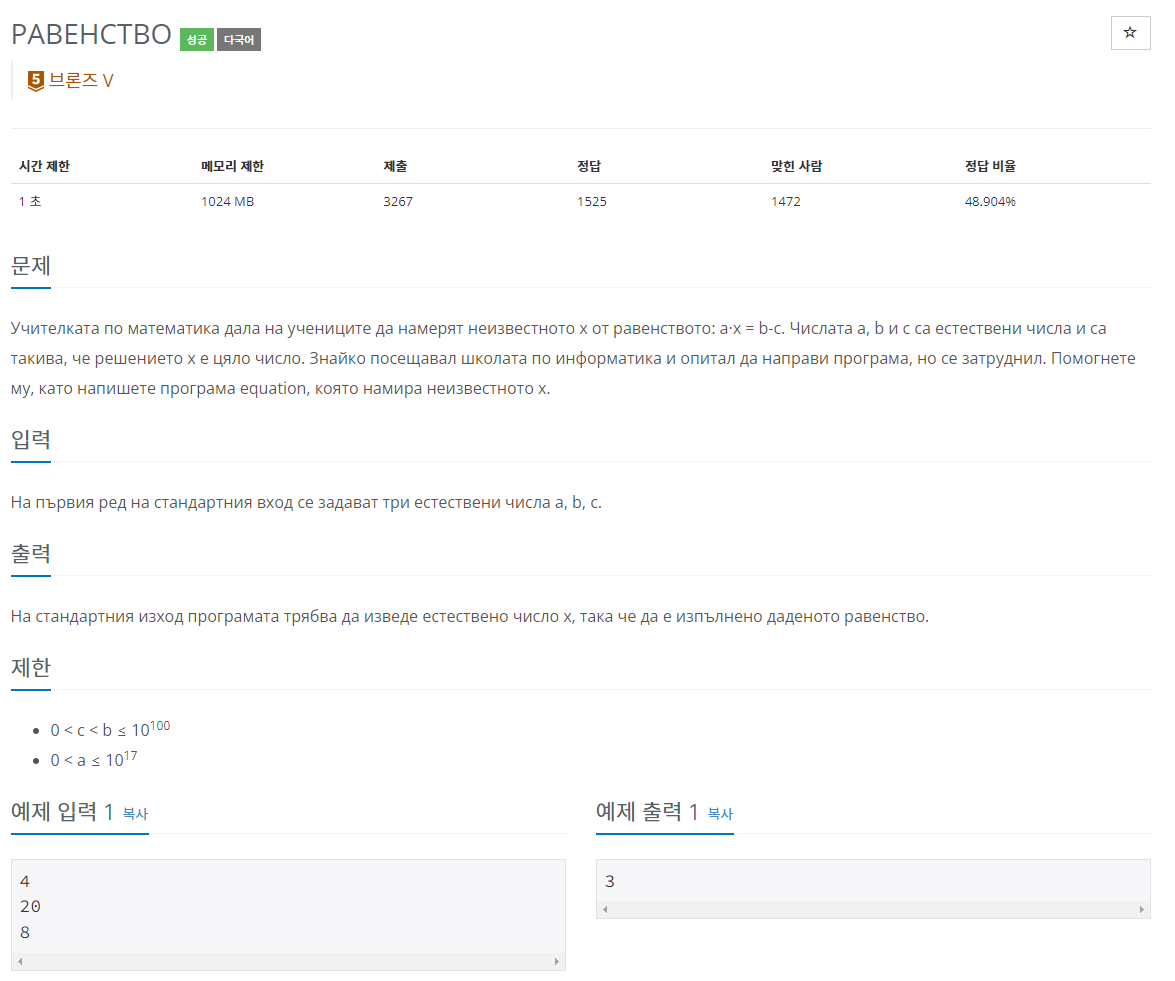 РАВЕНСТВО 성공 다국어
☆
5 브론즈 V
시간 제한 메모리 제한 제출 정답 맞힌 사람 정답 비율
1 초 1024 MB 3267 1525 1472 48.904%
문제
Учителката по математика дала на учениците да намерят неизвестното x от равенството: a·x = b-c. Числата a, b и c са естествени числа и са
такива, че решението x е цяло число. Знайко посещавал школата по информатика и опитал да направи програма, но се затруднил. Помогнете
му, като напишете програма equation, която намира неизвестното x.
입력
На първия ред на стандартния вход се задават три естествени числа a, b, c.
출력
На стандартния изход програмата трябва да изведе естествено число x, така че да е изпълнено даденото равенство.
제한
• 0 < c < b ≤ 10^100
• 0 < a ≤ 10^17
예제 입력 1 복사
4
20
8
예제 출력 1 복사
3